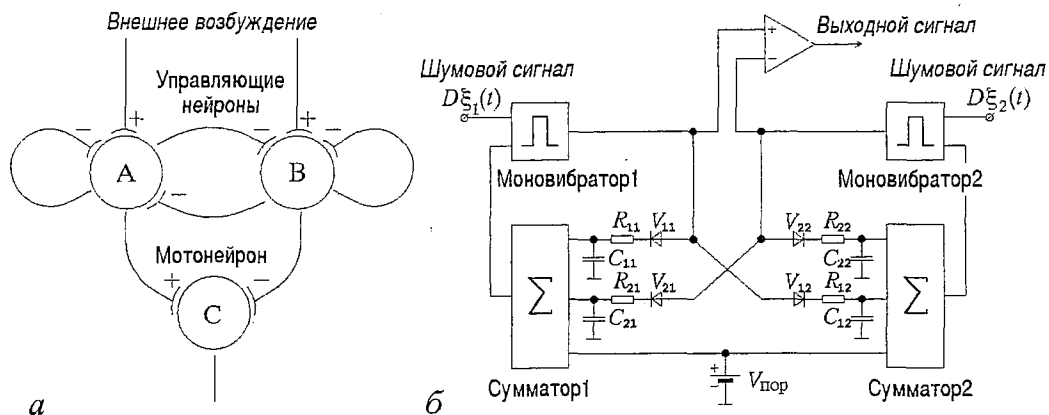 Внешнее возбуждение
Управляющие
нейроны
+
+
−
−
−
−
A
B
Мотонейрон
+
−
C
а
Выходной сигнал
+
−
Шумовой сигнал
Dξ₁(t)
Шумовой сигнал
Dξ₂(t)
Моновибратор1
Моновибратор2
R₁₁
V₁₁
V₂₂
R₂₂
C₁₁
C₂₂
R₂₁
V₂₁
V₁₂
R₁₂
C₂₁
C₁₂
Σ
Σ
Сумматор1
+
−
Vпор
Сумматор2
б